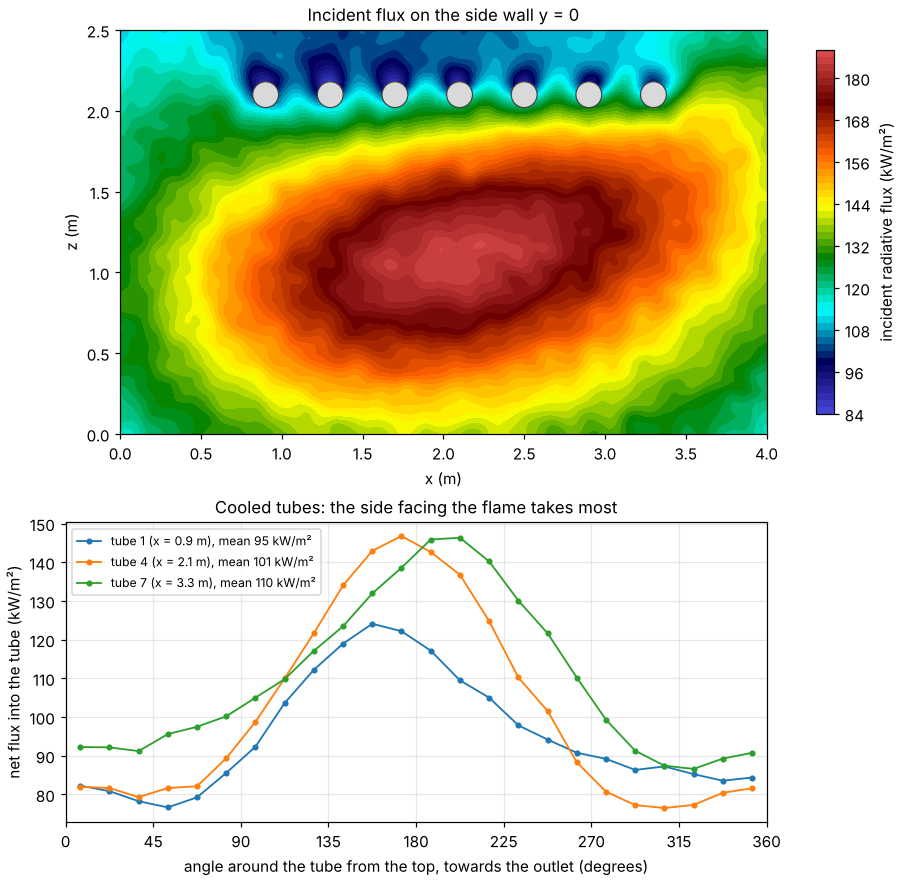 Incident flux on the side wall y = 0
2.5
2.0
1.5
1.0
0.5
0.0
z (m)
0.0 0.5 1.0 1.5 2.0 2.5 3.0 3.5 4.0
x (m)
180
168
156
144
132
120
108
96
84
incident radiative flux (kW/m²)
Cooled tubes: the side facing the flame takes most
150
140
130
120
110
100
90
80
net flux into the tube (kW/m²)
tube 1 (x = 0.9 m), mean 95 kW/m²
tube 4 (x = 2.1 m), mean 101 kW/m²
tube 7 (x = 3.3 m), mean 110 kW/m²
0 45 90 135 180 225 270 315 360
angle around the tube from the top, towards the outlet (degrees)